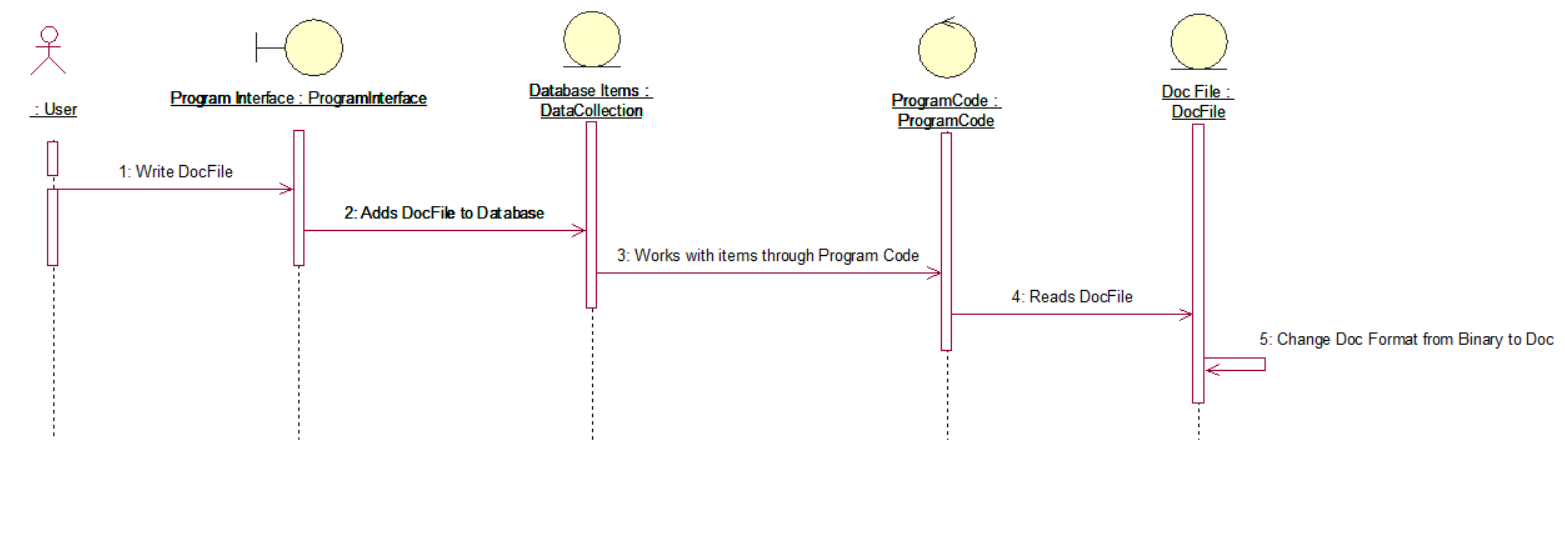 : User
Program Interface : ProgramInterface
Database Items :
DataCollection
ProgramCode :
ProgramCode
Doc File :
DocFile
1: Write DocFile
2: Adds DocFile to Database
3: Works with items through Program Code
4: Reads DocFile
5: Change Doc Format from Binary to Doc